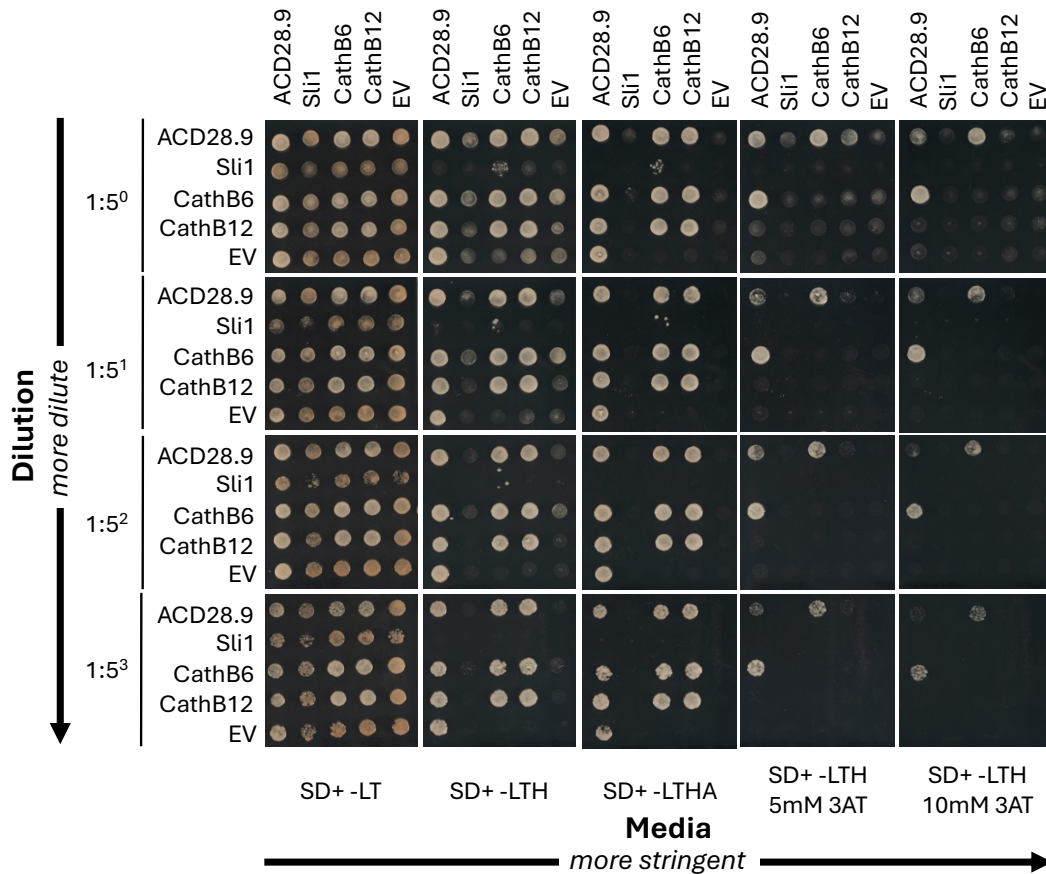 ACD28.9 Sli1 CathB6 CathB12 EV ACD28.9 Sli1 CathB6 CathB12 EV ACD28.9 Sli1 CathB6 CathB12 EV ACD28.9 Sli1 CathB6 CathB12 EV ACD28.9 Sli1 CathB6 CathB12 EV
Dilution
more dilute
1:5⁰
ACD28.9
Sli1
CathB6
CathB12
EV
1:5¹
ACD28.9
Sli1
CathB6
CathB12
EV
1:5²
ACD28.9
Sli1
CathB6
CathB12
EV
1:5³
ACD28.9
Sli1
CathB6
CathB12
EV
SD+ -LT
SD+ -LTH
SD+ -LTHA
SD+ -LTH
5mM 3AT
SD+ -LTH
10mM 3AT
Media
more stringent